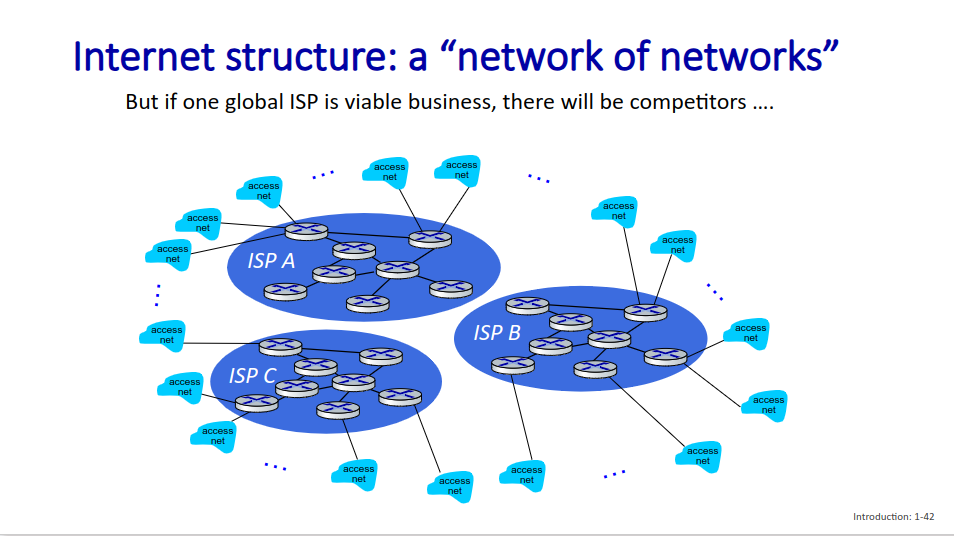 Internet structure: a “network of networks”
But if one global ISP is viable business, there will be competitors ….
access
net
access
net
access
net
access
net
access
net
ISP A
access
net
access
net
ISP B
access
net
access
net
ISP C
access
net
access
net
access
net
access
net
access
net
access
net
access
net
access
net
Introduction: 1-42